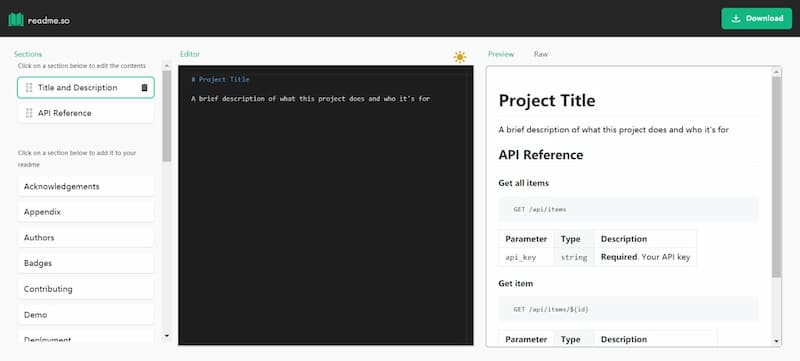 readme.so
Download
Sections
Click on a section below to edit the contents
Title and Description
API Reference
Click on a section below to add it to your
readme
Acknowledgements
Appendix
Authors
Badges
Contributing
Demo
Deployment
Editor
# Project Title
A brief description of what this project does and who it's for
Preview Raw
Project Title
A brief description of what this project does and who it's for
API Reference
Get all items
GET /api/items
Parameter Type Description
api_key string Required. Your API key
Get item
GET /api/items/${id}
Parameter Type Description